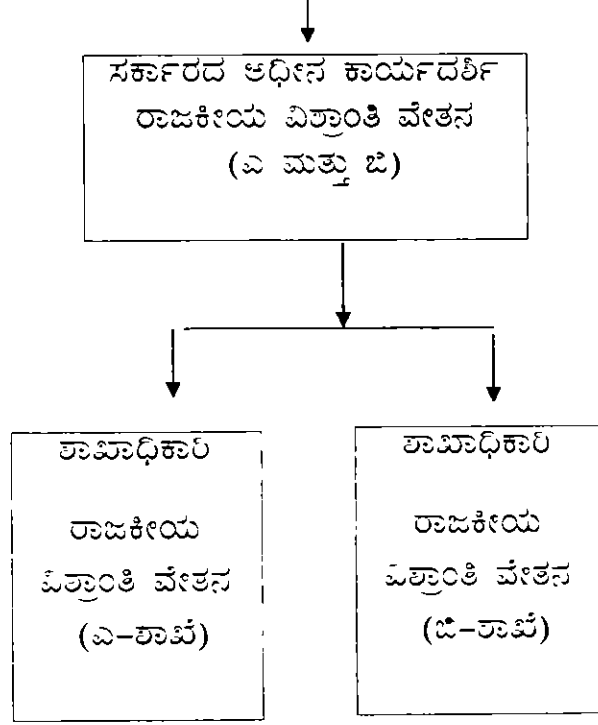 ಸರ್ಕಾರದ ಅಧೀನ ಕಾರ್ಯದರ್ಶಿ
ರಾಜಕೀಯ ವಿಶ್ರಾಂತಿ ವೇತನ
(ಎ ಮತ್ತು ಬಿ)
ಶಾಖಾಧಿಕಾರಿ
ರಾಜಕೀಯ
ವಿಶ್ರಾಂತಿ ವೇತನ
(ಎ-ಶಾಖೆ)
ಶಾಖಾಧಿಕಾರಿ
ರಾಜಕೀಯ
ವಿಶ್ರಾಂತಿ ವೇತನ
(ಬಿ-ಶಾಖೆ)